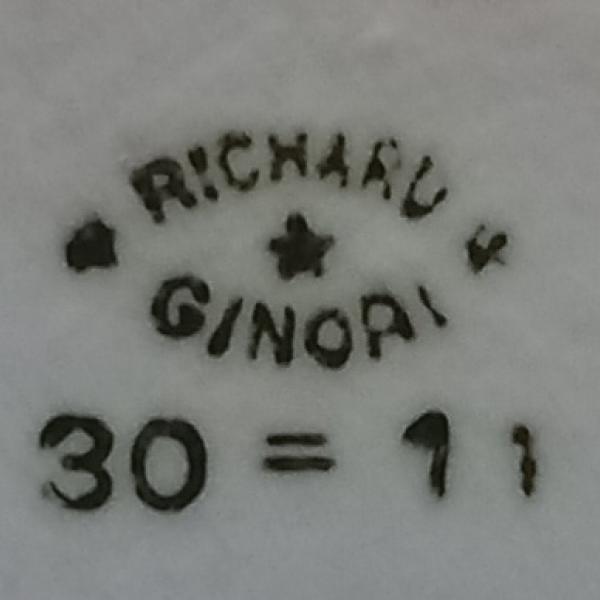 RICHARD
GINORI
30 = 11